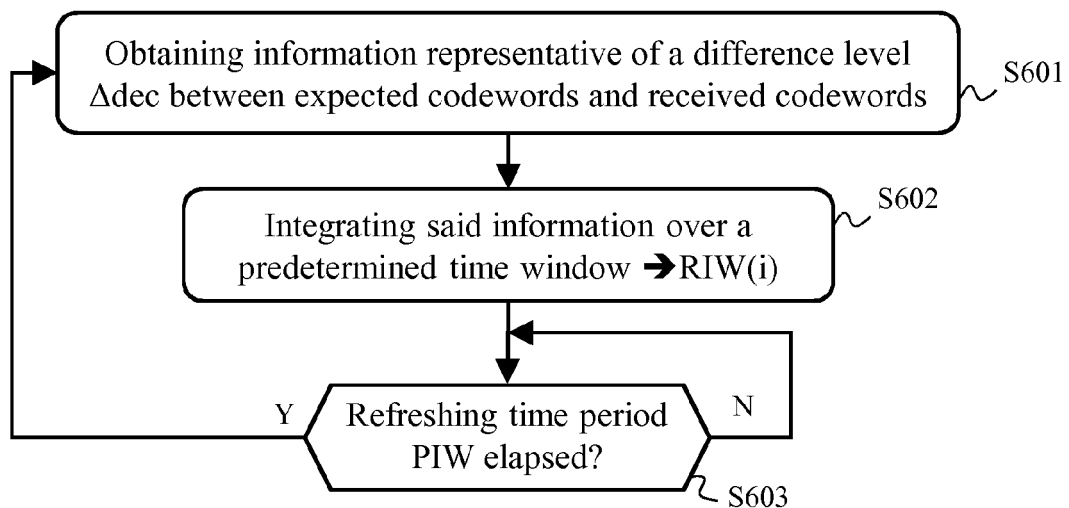 Obtaining information representative of a difference level
Δdec between expected codewords and received codewords
S601
S602
Integrating said information over a
predetermined time window ➔RIW(i)
Y
Refreshing time period
PIW elapsed?
N
S603